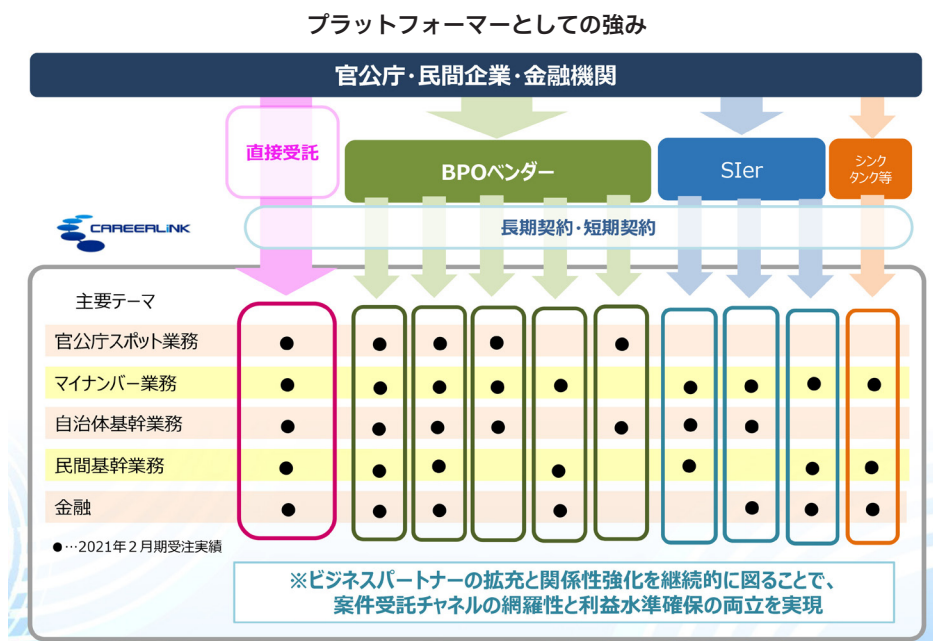 プラットフォーマーとしての強み
官公庁・民間企業・金融機関
直接受託
BPOベンダー
SIer
シンク
タンク等
CAREERLINK
長期契約・短期契約
主要テーマ
官公庁スポット業務 ● ● ● ● ●
マイナンバー業務 ● ● ● ● ● ● ● ● ●
自治体基幹業務 ● ● ● ● ● ● ●
民間基幹業務 ● ● ● ● ● ● ●
金融 ● ● ● ● ● ● ●
●…2021年2月期受注実績
※ビジネスパートナーの拡充と関係性強化を継続的に図ることで、
案件受託チャネルの網羅性と利益水準確保の両立を実現